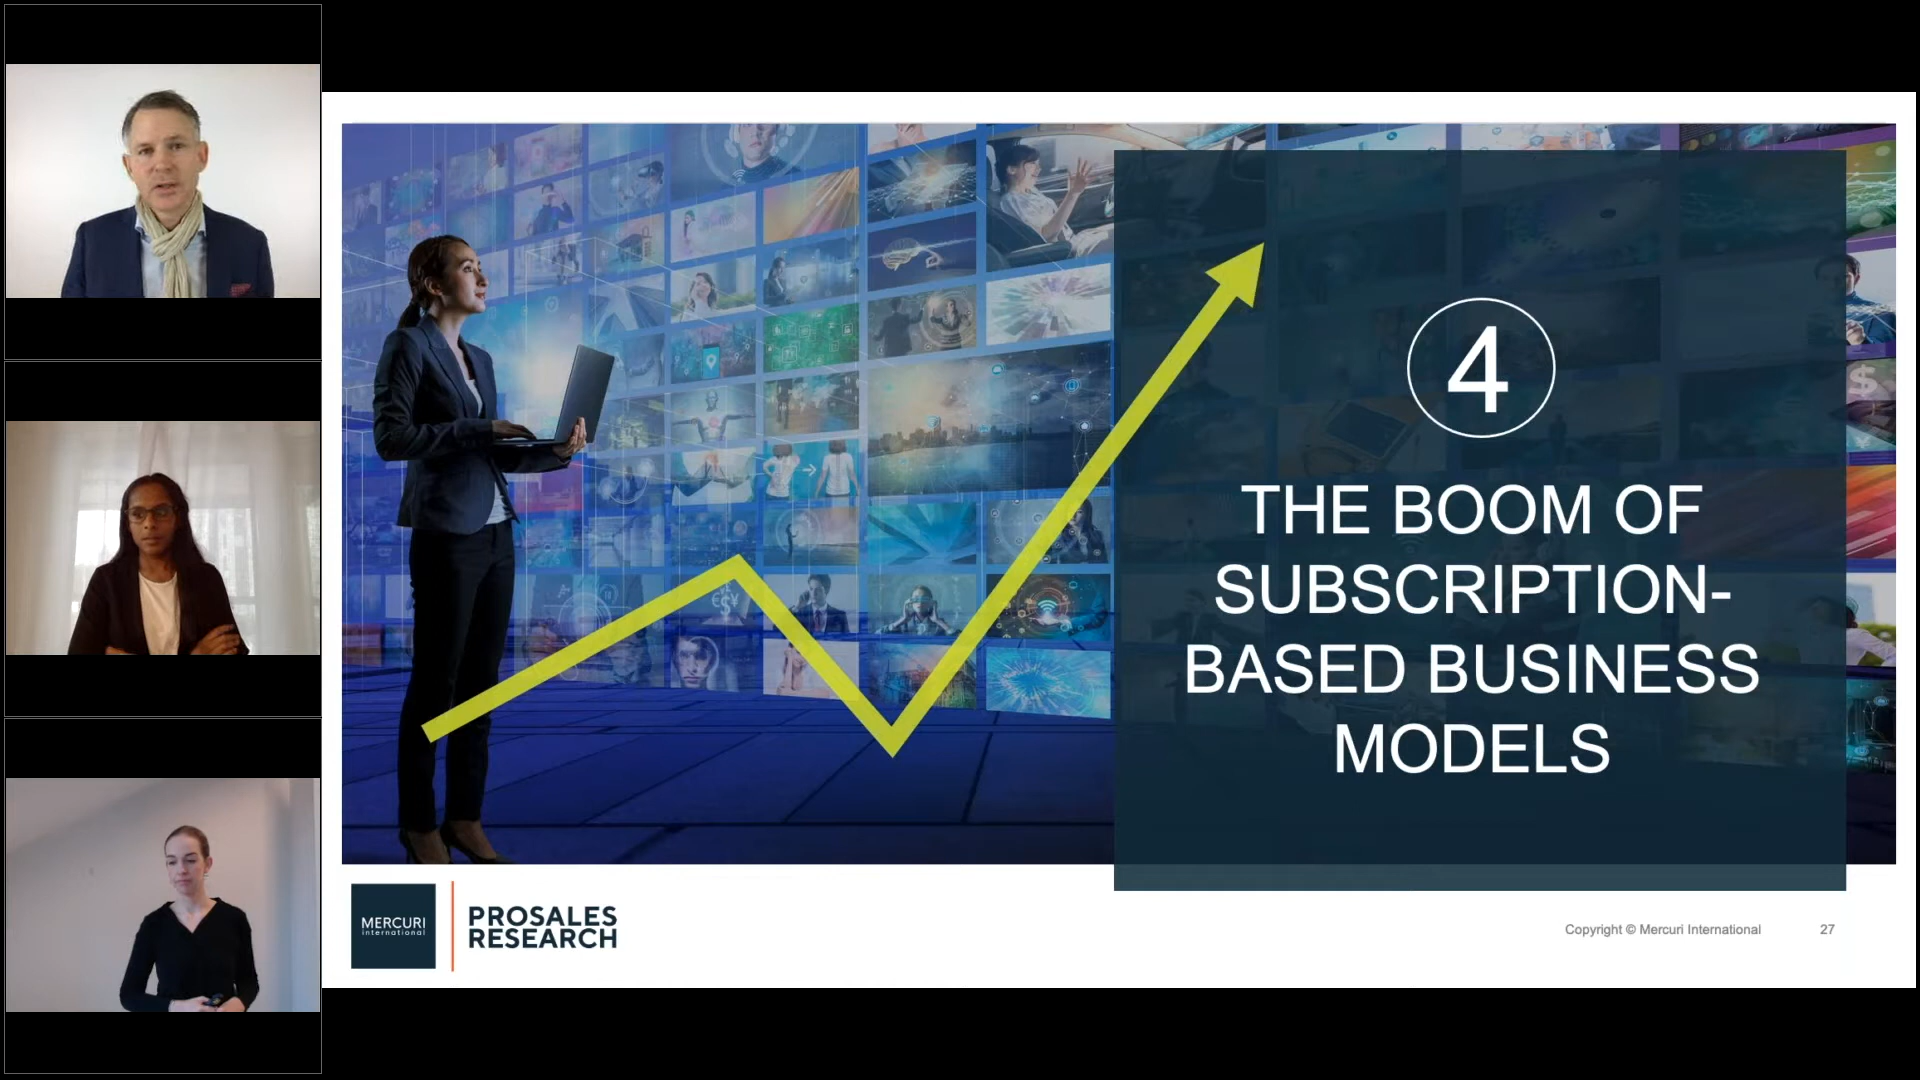 4
THE BOOM OF
SUBSCRIPTION-
BASED BUSINESS
MODELS
MERCURI
international
PROSALES
RESEARCH
Copyright © Mercuri International
27